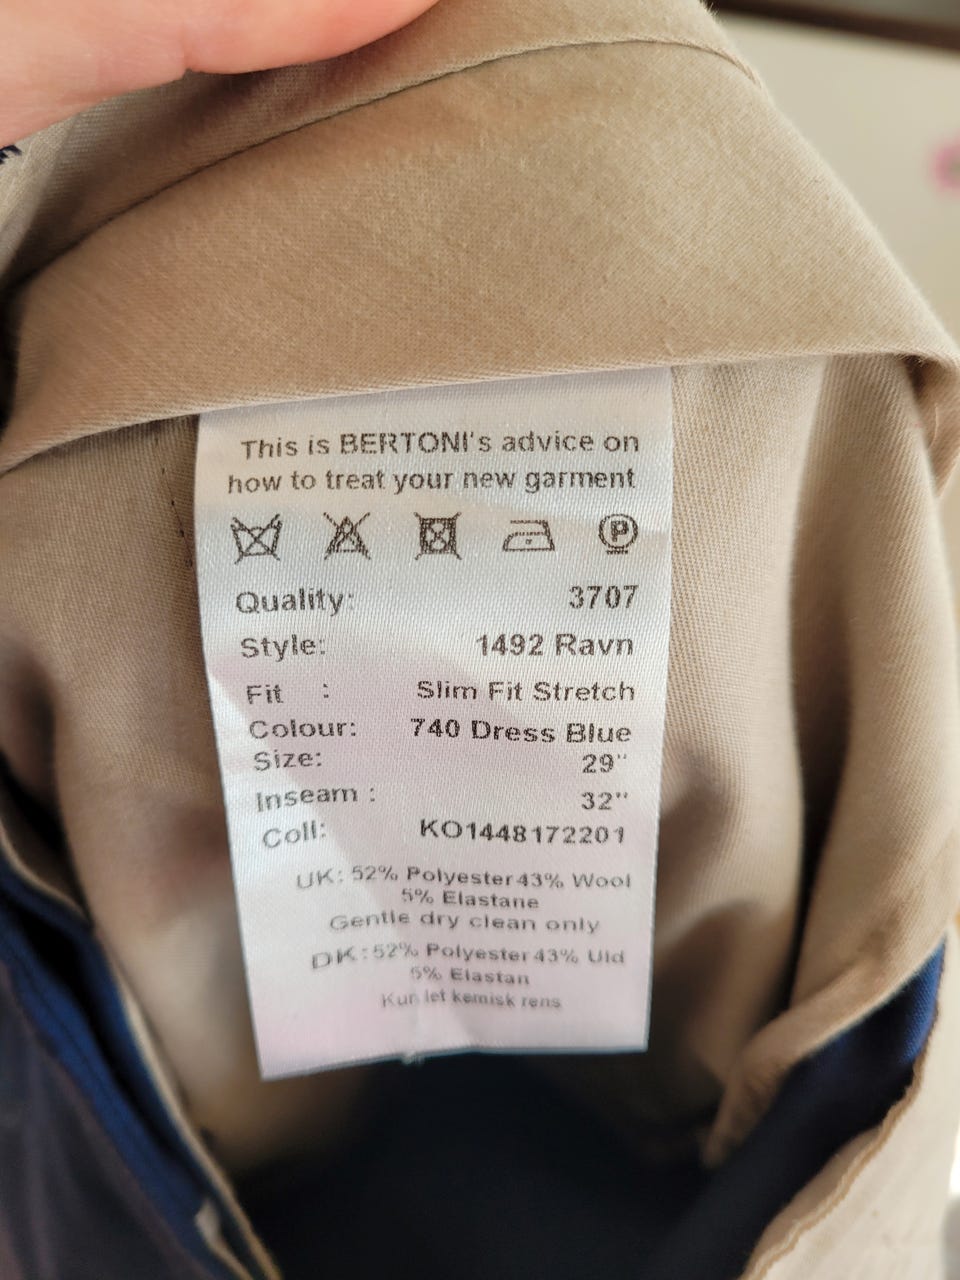 This is BERTONI's advice on
how to treat your new garment
P
Quality: 3707
Style: 1492 Ravn
Fit : Slim Fit Stretch
Colour: 740 Dress Blue
Size: 29"
Inseam : 32"
Coll: KO1448172201
UK: 52% Polyester 43% Wool
5% Elastane
Gentle dry clean only
DK: 52% Polyester 43% Uld
5% Elastan
Kun let kemisk rens